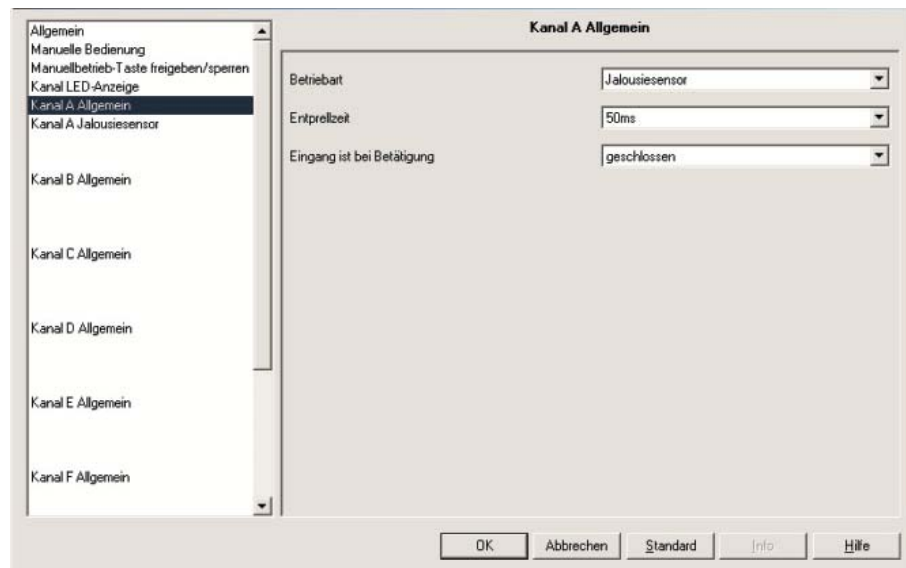 Allgemein
Manuelle Bedienung
Manuellbetrieb-Taste freigeben/sperren
Kanal LED-Anzeige
Kanal A Allgemein
Kanal A Jalousiesensor
Kanal B Allgemein
Kanal C Allgemein
Kanal D Allgemein
Kanal E Allgemein
Kanal F Allgemein
Kanal A Allgemein
Betriebart Jalousiesensor
Entprellzeit 50ms
Eingang ist bei Betätigung geschlossen
OK Abbrechen Standard Info Hilfe